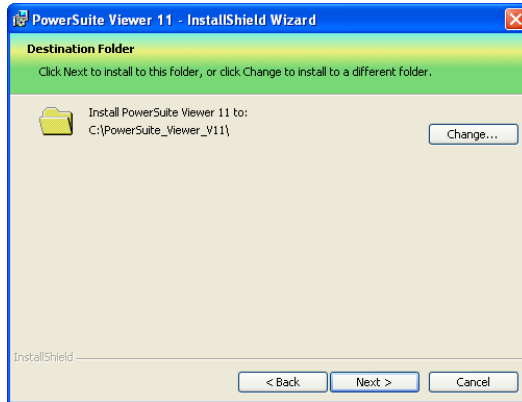 PowerSuite Viewer 11 - InstallShield Wizard
Destination Folder
Click Next to install to this folder, or click Change to install to a different folder.
Install PowerSuite Viewer 11 to:
C:\PowerSuite_Viewer_V11\
Change...
InstallShield
< Back Next > Cancel